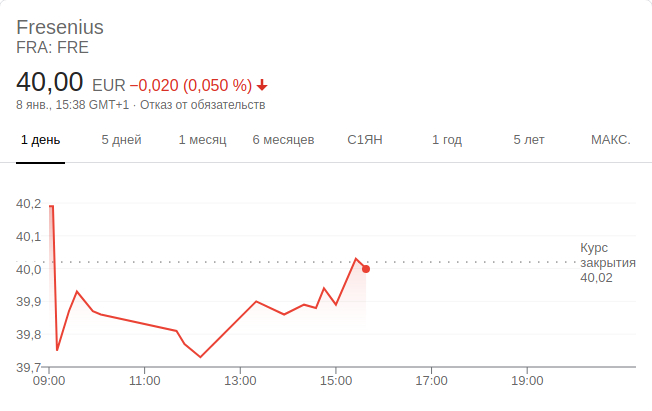 Fresenius
FRA: FRE
40,00 EUR −0,020 (0,050 %)
8 янв., 15:38 GMT+1 · Отказ от обязательств
1 день 5 дней 1 месяц 6 месяцев С1ЯН 1 год 5 лет МАКС.
40,2
40,1
40,0
39,9
39,8
39,7
Курс
закрытия
40,02
09:00 11:00 13:00 15:00 17:00 19:00